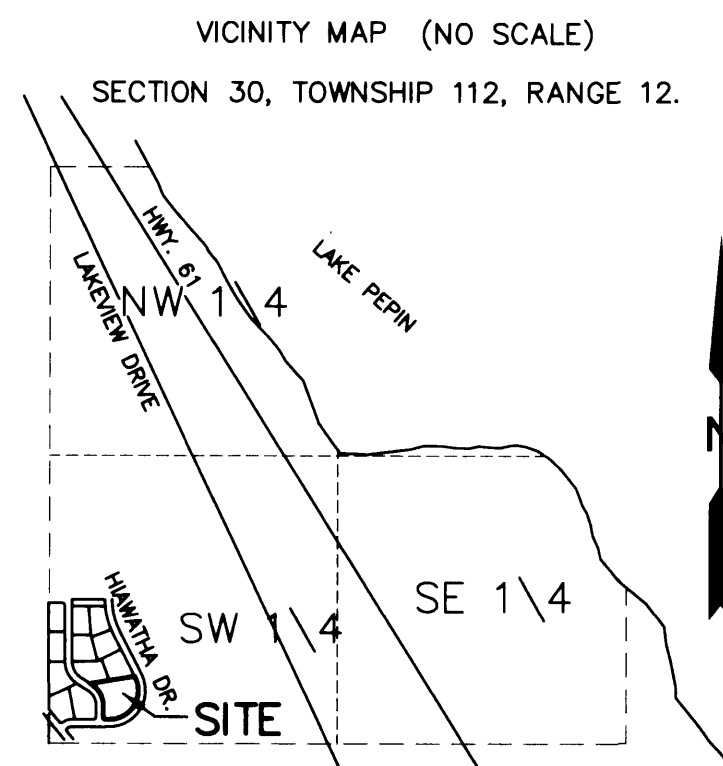 VICINITY MAP (NO SCALE)
SECTION 30, TOWNSHIP 112, RANGE 12.
HWY. 61
LAKE PEPIN
LAKEVIEW DRIVE
NW 1\4
N
HIAWATHA DR.
SW 1\4
SE 1\4
SITE